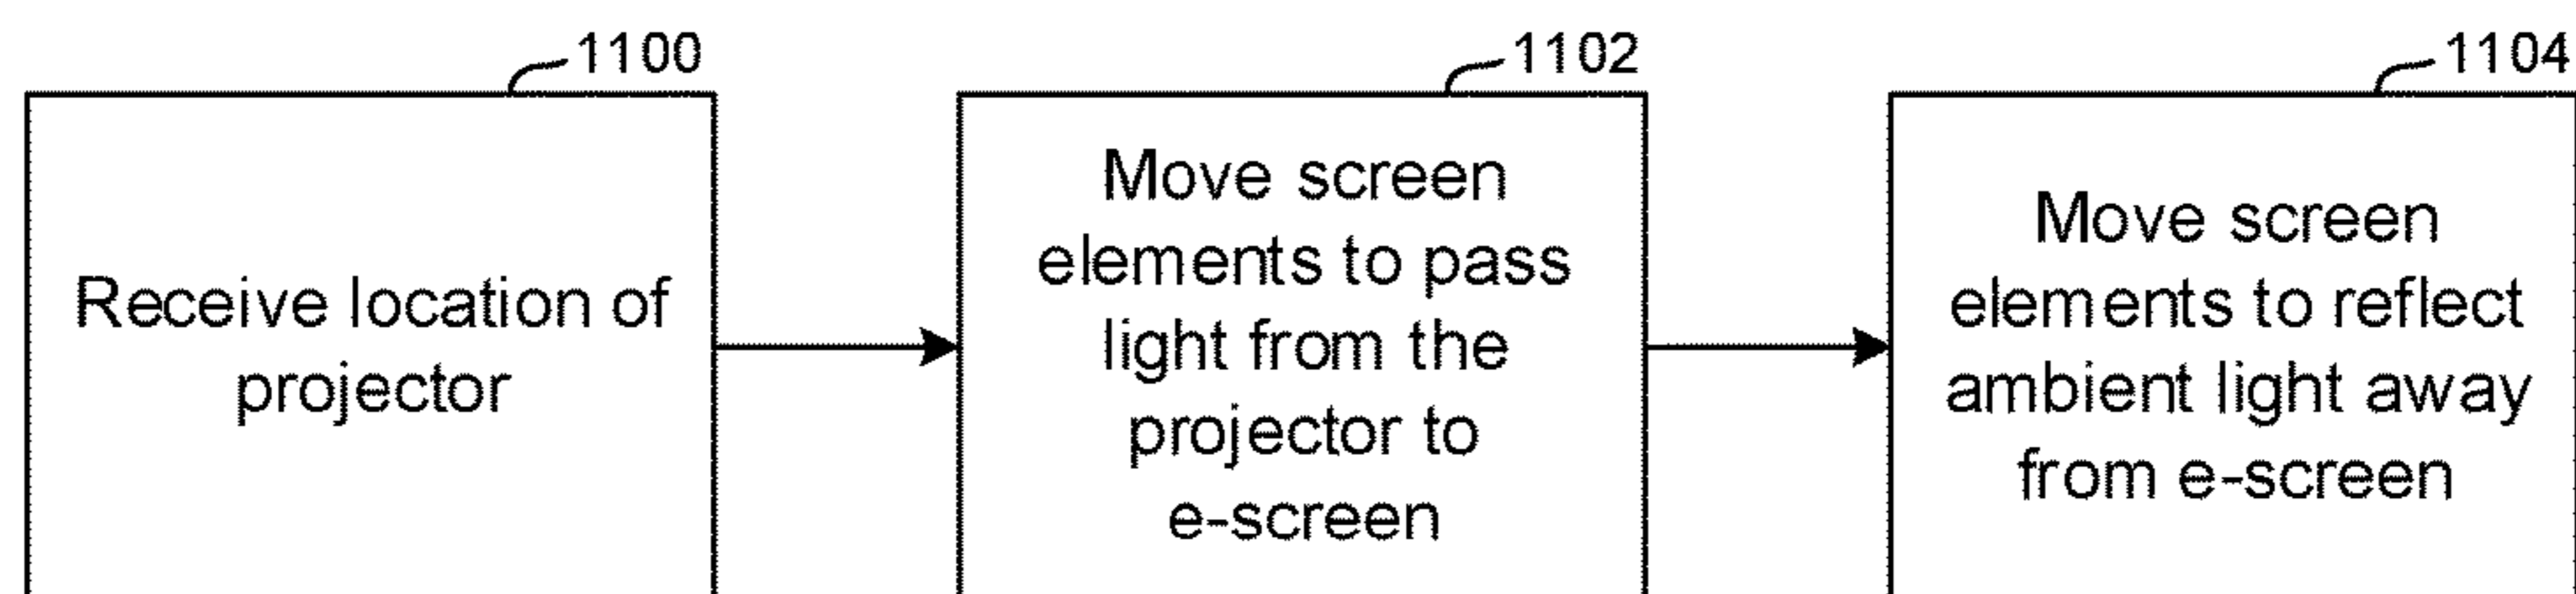 1100
Receive location of
projector
1102
Move screen
elements to pass
light from the
projector to
e-screen
1104
Move screen
elements to reflect
ambient light away
from e-screen